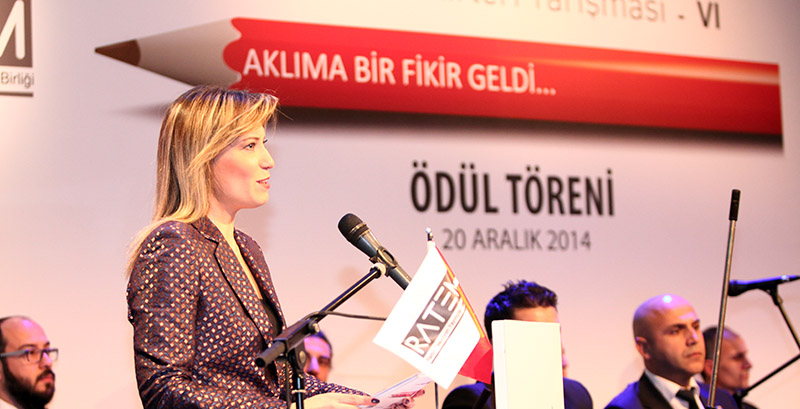 Yarışması - VI
M
Birliği
AKLIMA BİR FİKİR GELDİ...
ÖDÜL TÖRENİ
20 ARALIK 2014
RATEM